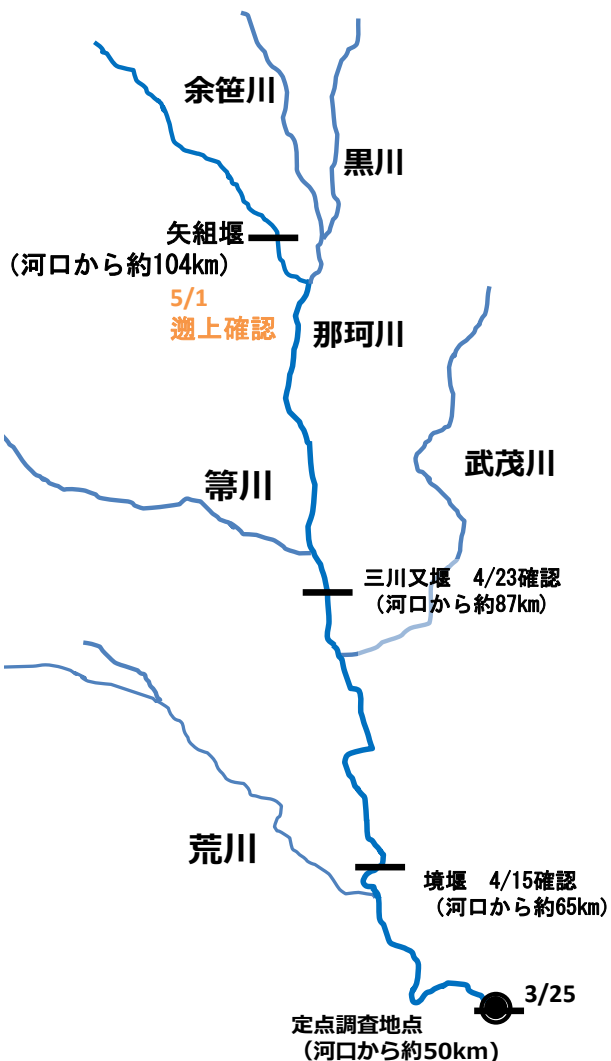 余笹川
黒川
矢組堰
(河口から約104km)
5/1
遡上確認
那珂川
武茂川
箒川
三川又堰 4/23確認
(河口から約87km)
荒川
境堰 4/15確認
(河口から約65km)
3/25
定点調査地点
(河口から約50km)